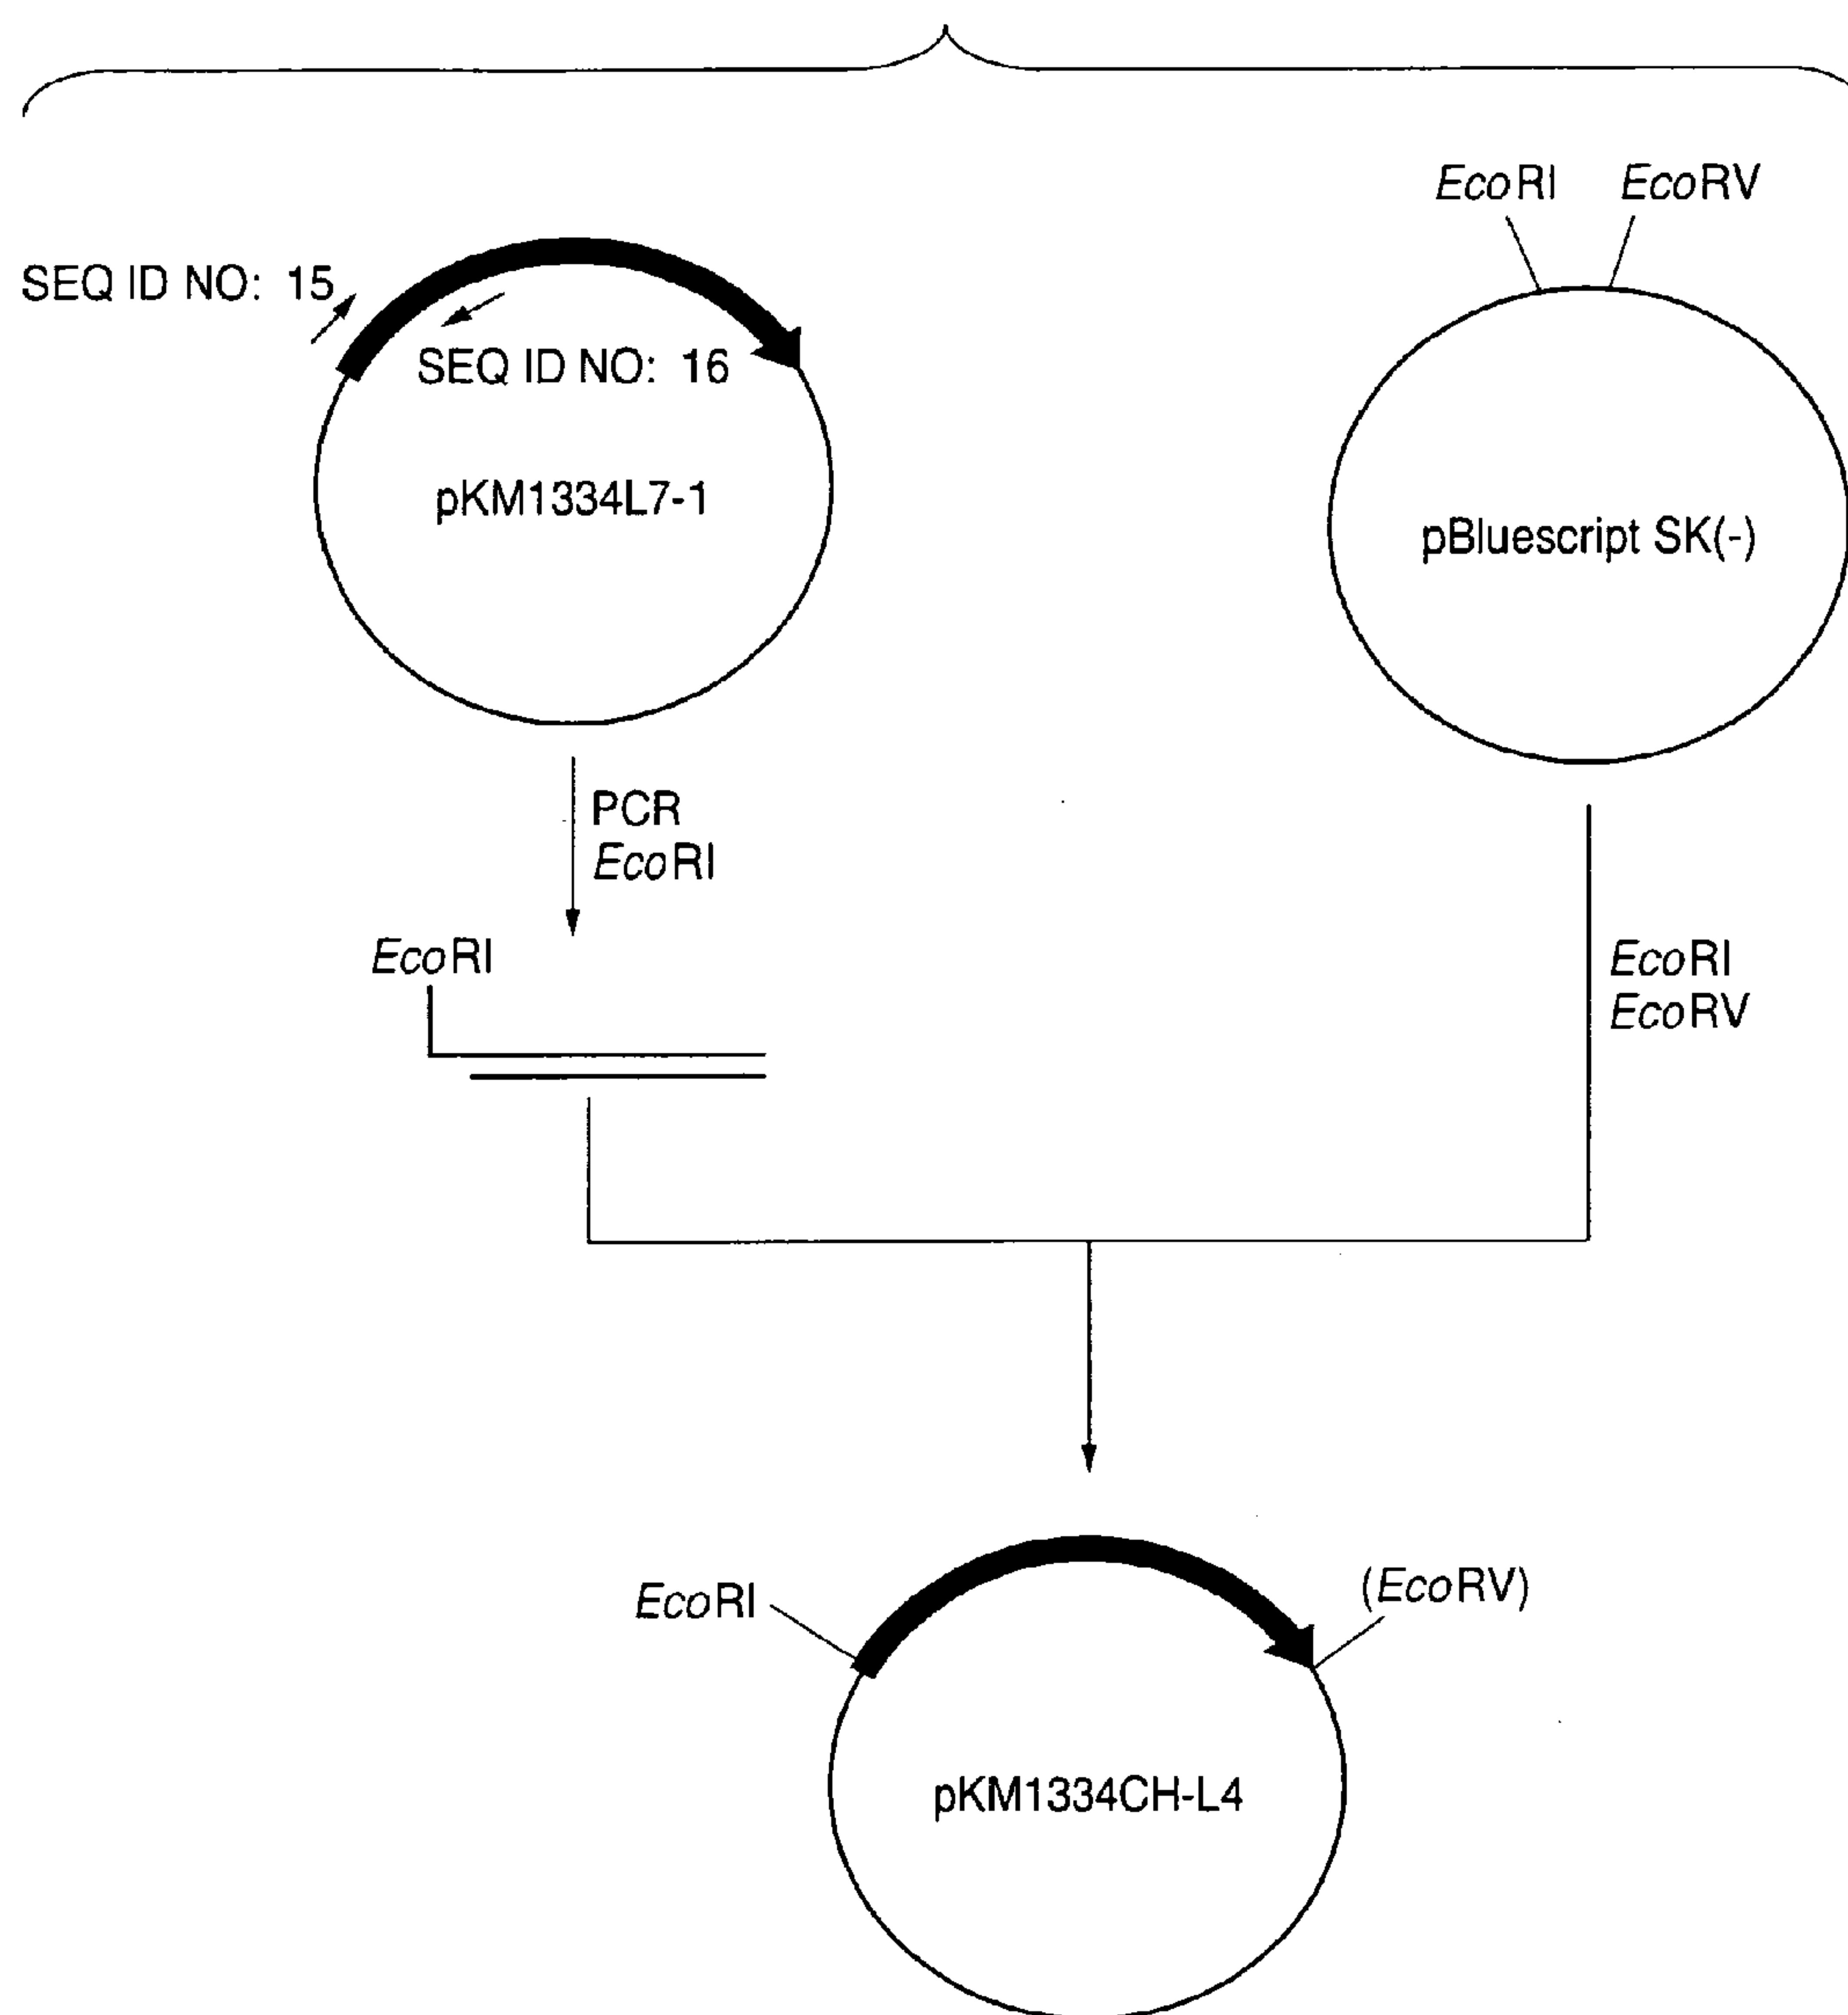 EcoRI EcoRV
SEQ ID NO: 15
SEQ ID NO: 16
pKM1334L7-1
pBluescript SK(-)
PCR
EcoRI
EcoRI
EcoRI
EcoRV
EcoRI
(EcoRV)
pKM1334CH-L4